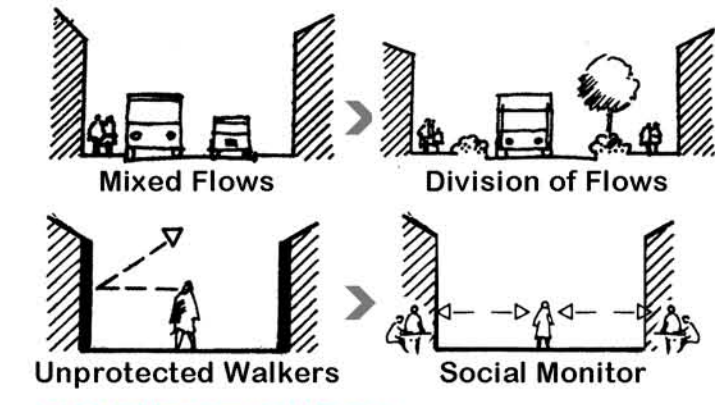 Mixed Flows
Division of Flows
Unprotected Walkers
Social Monitor